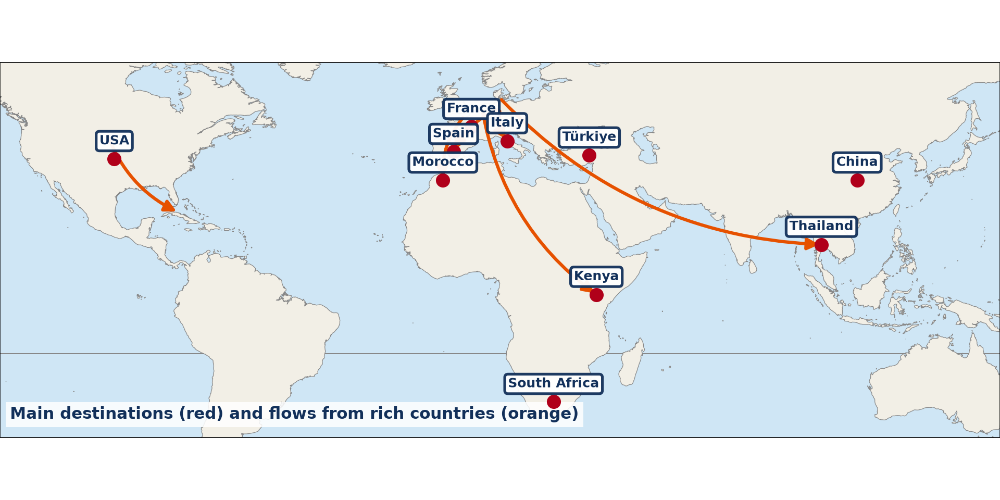 France
Italy
Spain
Türkiye
USA
Morocco
China
Thailand
Kenya
South Africa
Main destinations (red) and flows from rich countries (orange)